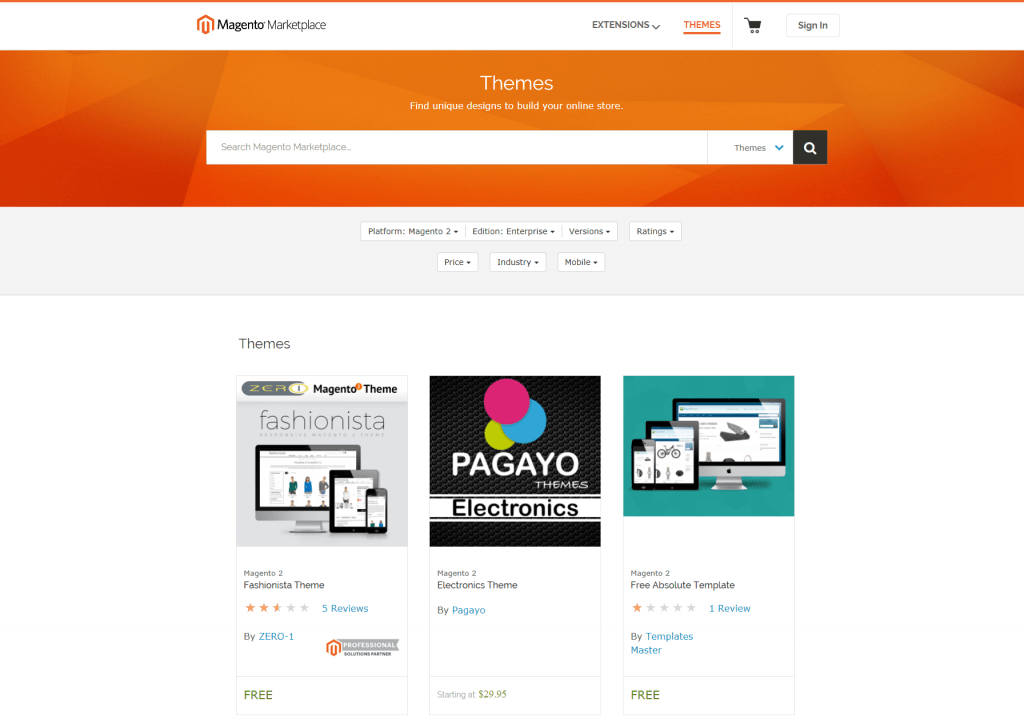 Magento Marketplace
EXTENSIONS
THEMES
Sign In
Themes
Find unique designs to build your online store.
Search Magento Marketplace...
Themes
Platform: Magento 2
Edition: Enterprise
Versions
Ratings
Price
Industry
Mobile
Themes
ZERO 1 Magento 2 Theme
fashionista
RESPONSIVE MAGENTO 2 THEME
PAGAYO
THEMES
Electronics
Magento 2
Fashionista Theme
5 Reviews
By ZERO-1
PROFESSIONAL
SOLUTIONS PARTNER
FREE
Magento 2
Electronics Theme
By Pagayo
Starting at $29.95
Magento 2
Free Absolute Template
1 Review
By Templates
Master
FREE